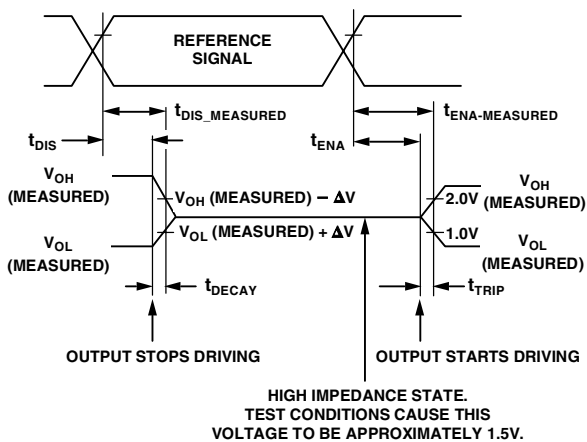 REFERENCE
SIGNAL
tDIS_MEASURED
tENA-MEASURED
tDIS
tENA
VOH
(MEASURED)
VOH (MEASURED) – ΔV
2.0V
VOH
(MEASURED)
VOL
(MEASURED)
VOL (MEASURED) + ΔV
1.0V
VOL
(MEASURED)
tDECAY
tTRIP
OUTPUT STOPS DRIVING
OUTPUT STARTS DRIVING
HIGH IMPEDANCE STATE.
TEST CONDITIONS CAUSE THIS
VOLTAGE TO BE APPROXIMATELY 1.5V.